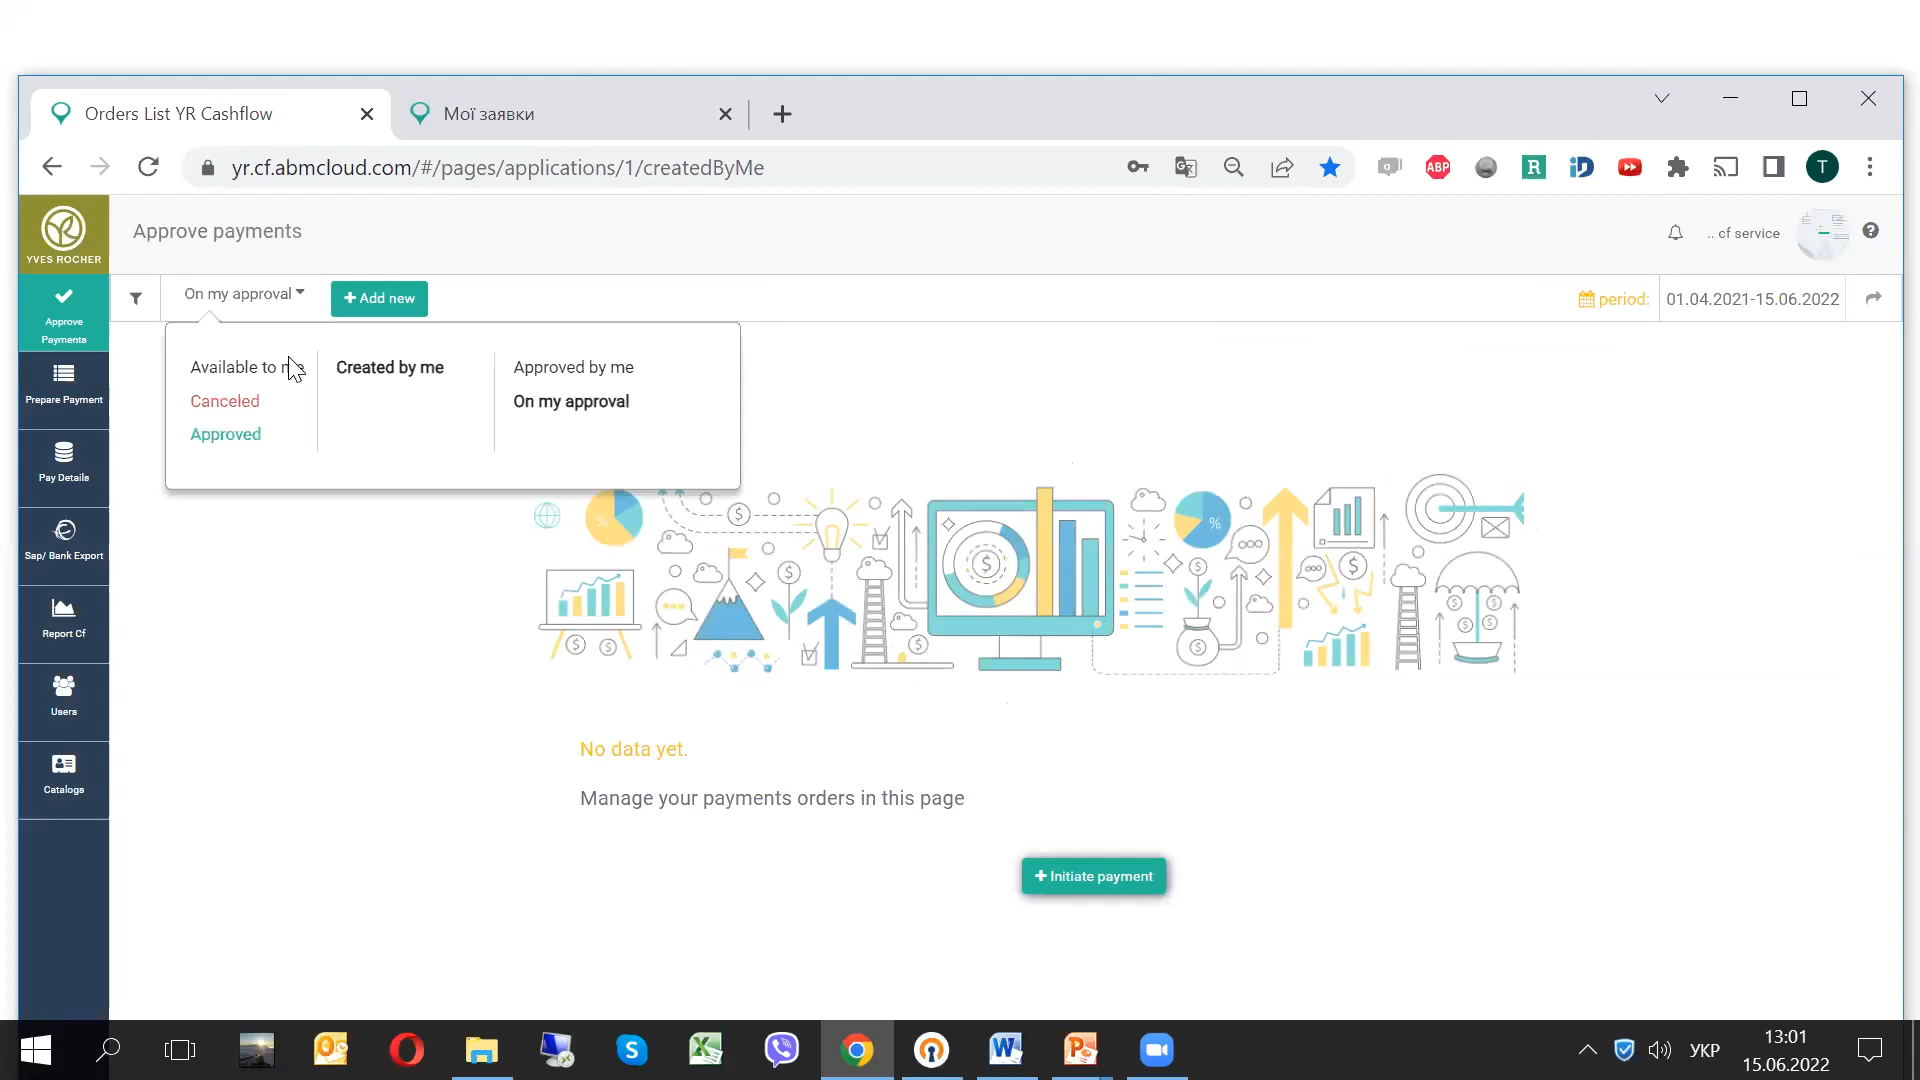 Orders List YR Cashflow
Мої заявки
yr.cf.abmcloud.com/#/pages/applications/1/createdByMe
ABP
R
T
YVES ROCHER
Approve payments
.. cf service
On my approval
+ Add new
period:
01.04.2021-15.06.2022
Approve
Payments
Prepare Payment
Pay Details
Sap/ Bank Export
Report Cf
Users
Catalogs
Available to me
Canceled
Approved
Created by me
Approved by me
On my approval
No data yet.
Manage your payments orders in this page
+ Initiate payment
УКР
13:01
15.06.2022